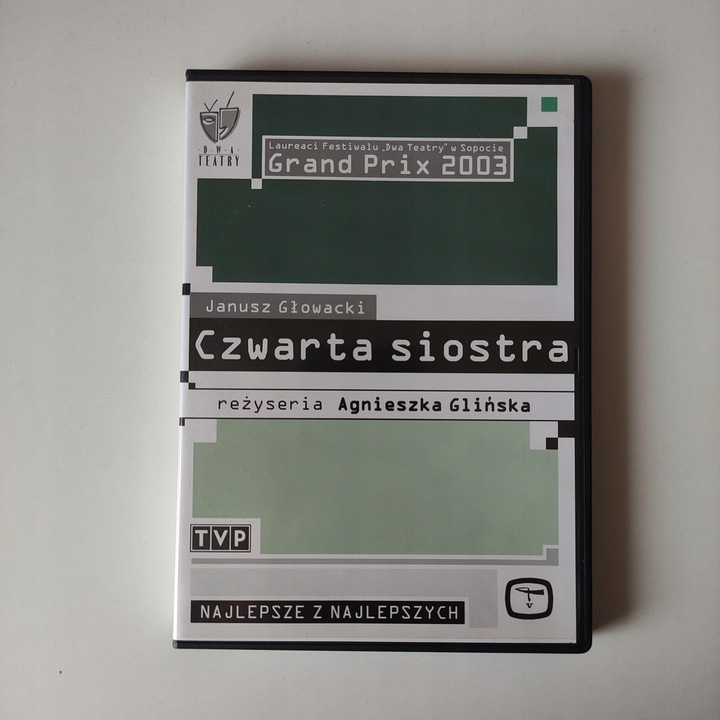 ·D·W·A·
TEATRY
Laureaci Festiwalu „Dwa Teatry" w Sopocie
Grand Prix 2003
Janusz Głowacki
Czwarta siostra
reżyseria Agnieszka Glińska
TVP
NAJLEPSZE Z NAJLEPSZYCH
V